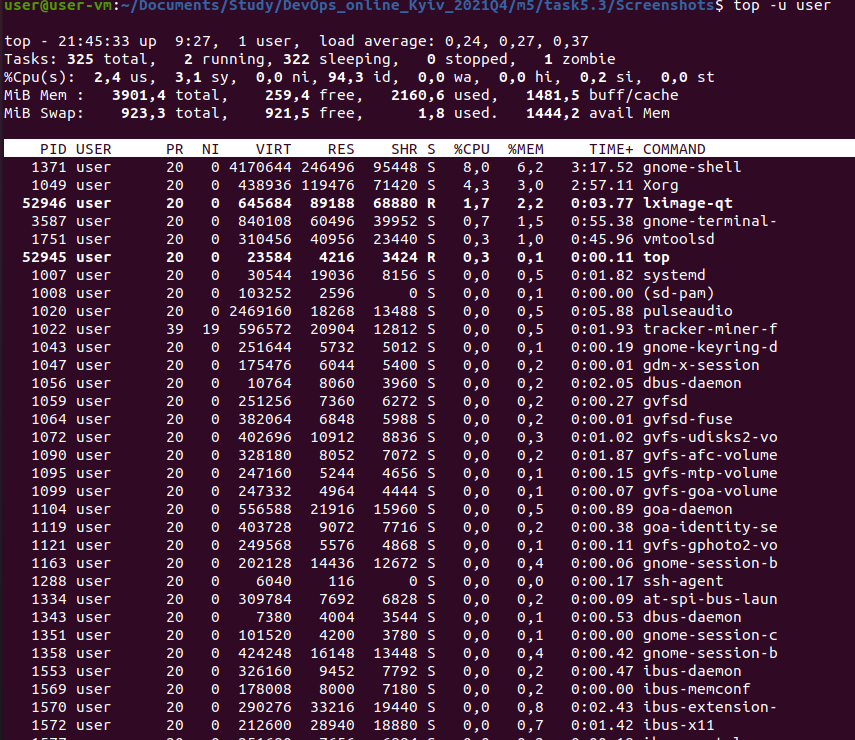 user@user-vm:~/Documents/Study/DevOps_online_Kyiv_2021Q4/m5/task5.3/Screenshots$ top -u user
top - 21:45:33 up  9:27,  1 user,  load average: 0,24, 0,27, 0,37
Tasks: 325 total,   2 running, 322 sleeping,   0 stopped,   1 zombie
%Cpu(s):  2,4 us,  3,1 sy,  0,0 ni, 94,3 id,  0,0 wa,  0,0 hi,  0,2 si,  0,0 st
MiB Mem :   3901,4 total,    259,4 free,   2160,6 used,   1481,5 buff/cache
MiB Swap:    923,3 total,    921,5 free,      1,8 used.   1444,2 avail Mem
PID USER      PR  NI    VIRT    RES    SHR S  %CPU  %MEM     TIME+ COMMAND
1371 user      20   0 4170644 246496  95448 S   8,0   6,2   3:17.52 gnome-shell
1049 user      20   0  438936 119476  71420 S   4,3   3,0   2:57.11 Xorg
52946 user      20   0  645684  89188  68880 R   1,7   2,2   0:03.77 lximage-qt
3587 user      20   0  840108  60496  39952 S   0,7   1,5   0:55.38 gnome-terminal-
1751 user      20   0  310456  40956  23440 S   0,3   1,0   0:45.96 vmtoolsd
52945 user      20   0   23584   4216   3424 R   0,3   0,1   0:00.11 top
1007 user      20   0   30544  19036   8156 S   0,0   0,5   0:01.82 systemd
1008 user      20   0  103252   2596      0 S   0,0   0,1   0:00.00 (sd-pam)
1020 user      20   0 2469160  18268  13488 S   0,0   0,5   0:05.88 pulseaudio
1022 user      39  19  596572  20904  12812 S   0,0   0,5   0:01.93 tracker-miner-f
1043 user      20   0  251644   5732   5012 S   0,0   0,1   0:00.19 gnome-keyring-d
1047 user      20   0  175476   6044   5400 S   0,0   0,2   0:00.01 gdm-x-session
1056 user      20   0   10764   8060   3960 S   0,0   0,2   0:02.05 dbus-daemon
1059 user      20   0  251256   7360   6272 S   0,0   0,2   0:00.27 gvfsd
1064 user      20   0  382064   6848   5988 S   0,0   0,2   0:00.01 gvfsd-fuse
1072 user      20   0  402696  10912   8836 S   0,0   0,3   0:01.02 gvfs-udisks2-vo
1090 user      20   0  328180   8052   7072 S   0,0   0,2   0:01.87 gvfs-afc-volume
1095 user      20   0  247160   5244   4656 S   0,0   0,1   0:00.15 gvfs-mtp-volume
1099 user      20   0  247332   4964   4444 S   0,0   0,1   0:00.07 gvfs-goa-volume
1104 user      20   0  556588  21916  15960 S   0,0   0,5   0:00.89 goa-daemon
1119 user      20   0  403728   9072   7716 S   0,0   0,2   0:00.38 goa-identity-se
1121 user      20   0  249568   5576   4868 S   0,0   0,1   0:00.11 gvfs-gphoto2-vo
1163 user      20   0  202128  14436  12672 S   0,0   0,4   0:00.06 gnome-session-b
1288 user      20   0    6040    116      0 S   0,0   0,0   0:00.17 ssh-agent
1334 user      20   0  309784   7692   6828 S   0,0   0,2   0:00.09 at-spi-bus-laun
1343 user      20   0    7380   4004   3544 S   0,0   0,1   0:00.53 dbus-daemon
1351 user      20   0  101520   4200   3780 S   0,0   0,1   0:00.00 gnome-session-c
1358 user      20   0  424248  16148  13448 S   0,0   0,4   0:00.42 gnome-session-b
1553 user      20   0  326160   9452   7792 S   0,0   0,2   0:00.47 ibus-daemon
1569 user      20   0  178008   8000   7180 S   0,0   0,2   0:00.00 ibus-memconf
1570 user      20   0  290276  33216  19440 S   0,0   0,8   0:02.43 ibus-extension-
1572 user      20   0  212600  28940  18880 S   0,0   0,7   0:01.42 ibus-x11